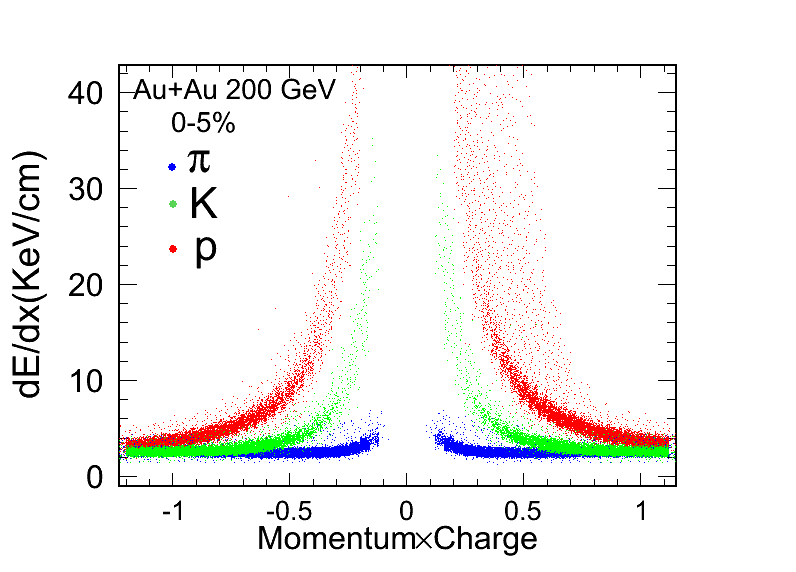 Au+Au 200 GeV
0-5%
π
K
p
dE/dx(KeV/cm)
40
30
20
10
0
-1 -0.5 0 0.5 1
Momentum×Charge